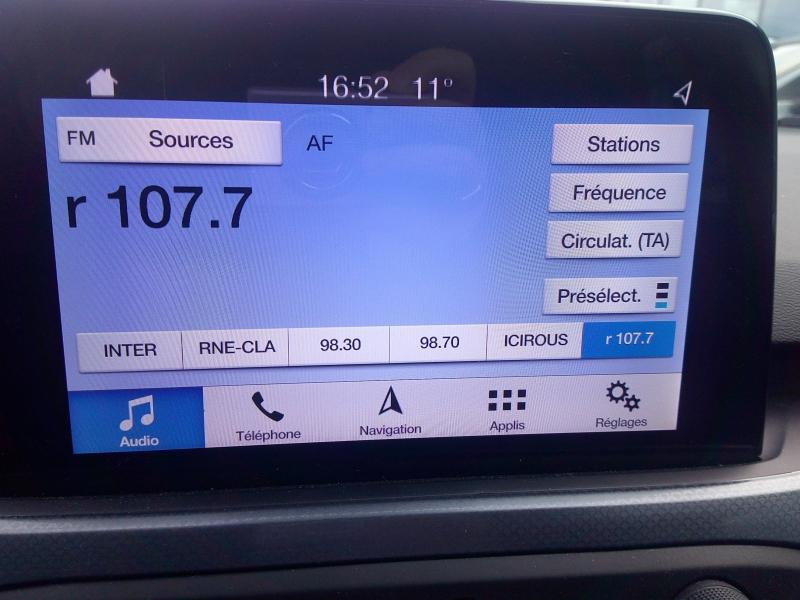 16:52 11°
FM Sources AF Stations
r 107.7
Fréquence
Circulat. (TA)
Présélect.
INTER RNE-CLA 98.30 98.70 ICIROUS r 107.7
Audio Téléphone Navigation Applis Réglages